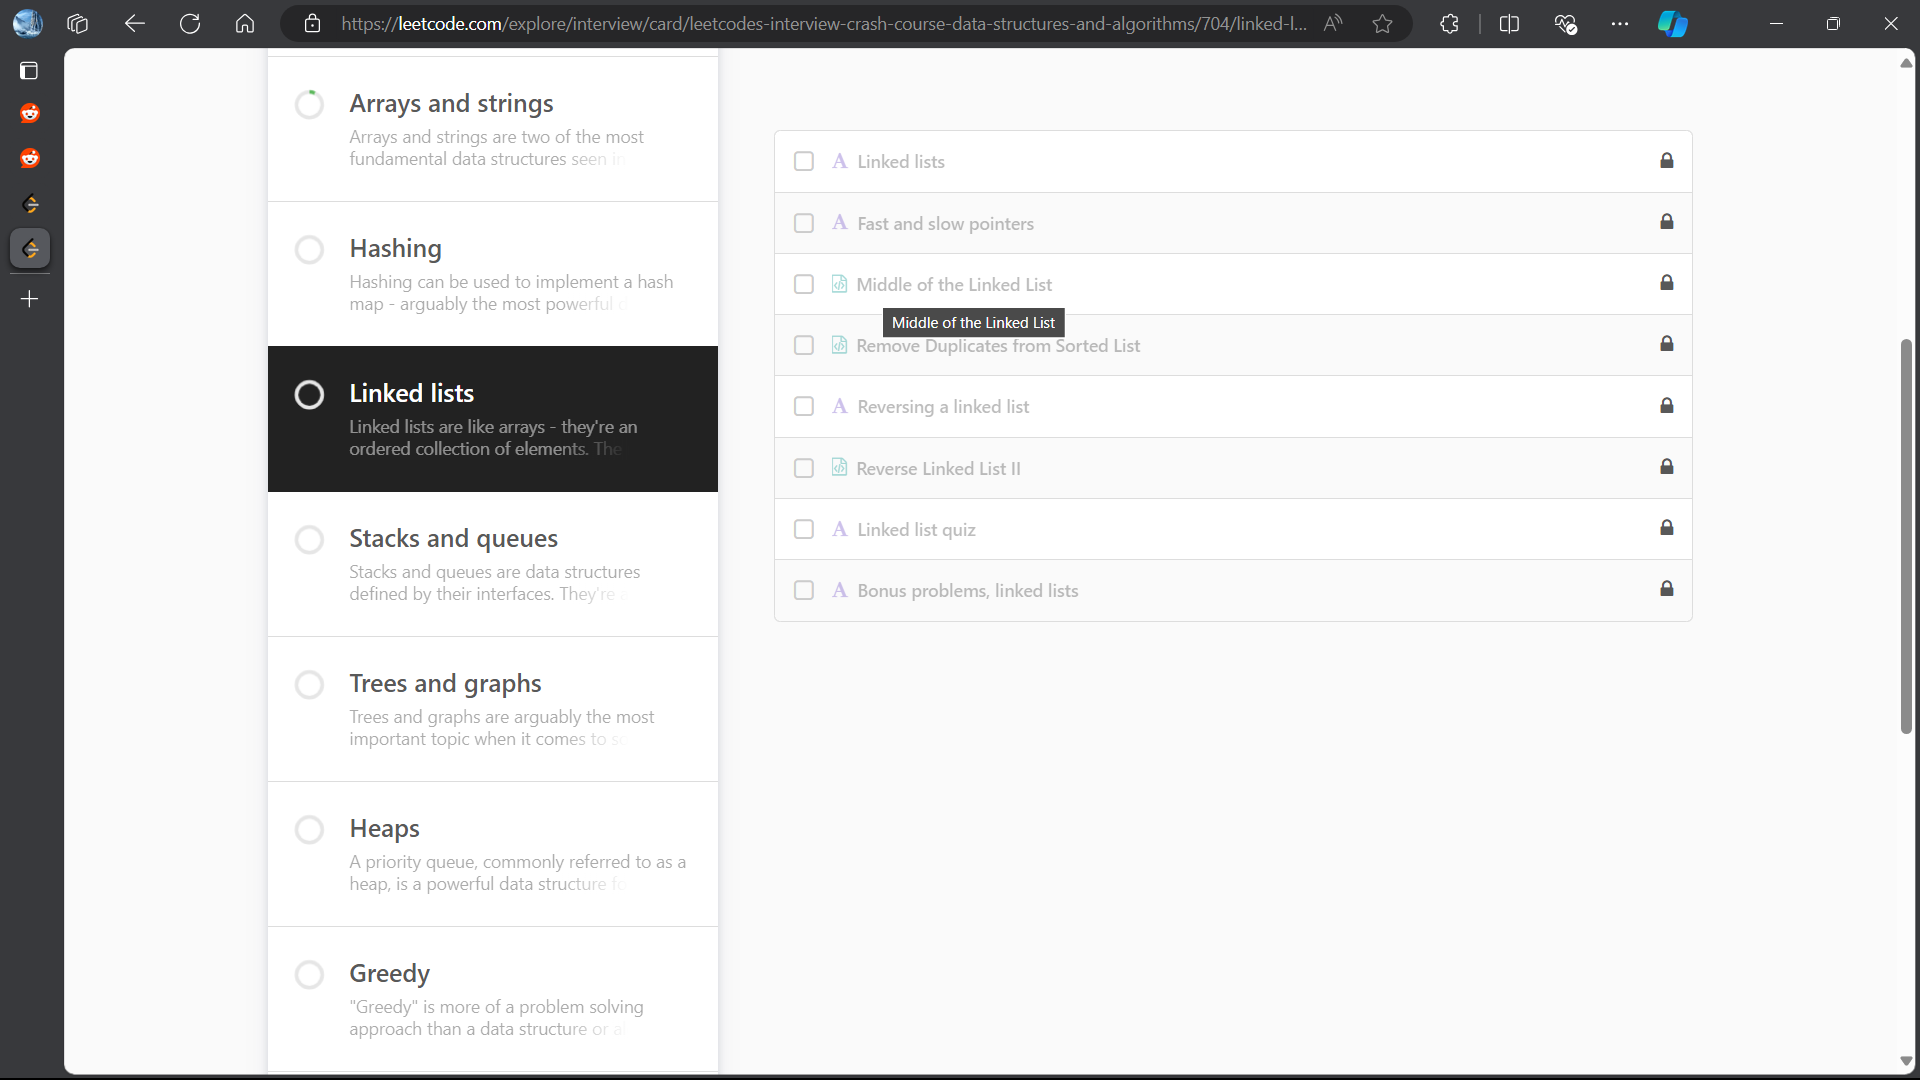 https://leetcode.com/explore/interview/card/leetcodes-interview-crash-course-data-structures-and-algorithms/704/linked-l...
Arrays and strings
Arrays and strings are two of the most
fundamental data structures seen in
Hashing
Hashing can be used to implement a hash
map - arguably the most powerful
Linked lists
Linked lists are like arrays - they're an
ordered collection of elements. The
Stacks and queues
Stacks and queues are data structures
defined by their interfaces. They're
Trees and graphs
Trees and graphs are arguably the most
important topic when it comes to
Heaps
A priority queue, commonly referred to as a
heap, is a powerful data structure
Greedy
"Greedy" is more of a problem solving
approach than a data structure or
Linked lists
Fast and slow pointers
Middle of the Linked List
Middle of the Linked List
Remove Duplicates from Sorted List
Reversing a linked list
Reverse Linked List II
Linked list quiz
Bonus problems, linked lists